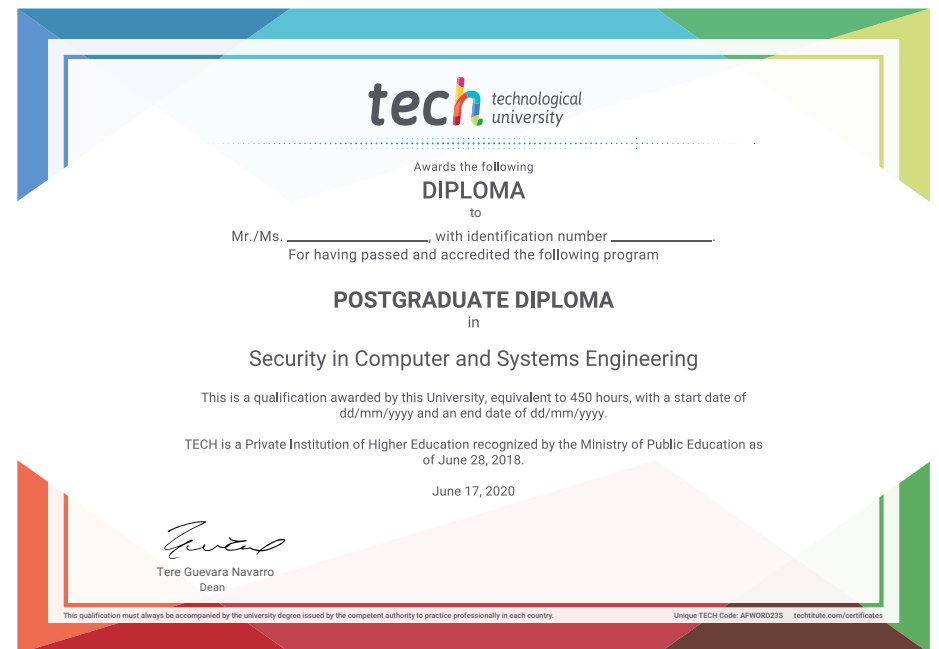 tech technological
university
Awards the following
DIPLOMA
to
Mr./Ms. ____________, with identification number ____________.
For having passed and accredited the following program
POSTGRADUATE DIPLOMA
in
Security in Computer and Systems Engineering
This is a qualification awarded by this University, equivalent to 450 hours, with a start date of
dd/mm/yyyy and an end date of dd/mm/yyyy.
TECH is a Private Institution of Higher Education recognized by the Ministry of Public Education as
of June 28, 2018.
June 17, 2020
Tere Guevara Navarro
Dean
This qualification must always be accompanied by the university degree issued by the competent authority to practice professionally in each country. Unique TECH Code: AFWORD23S techtitute.com/certificates